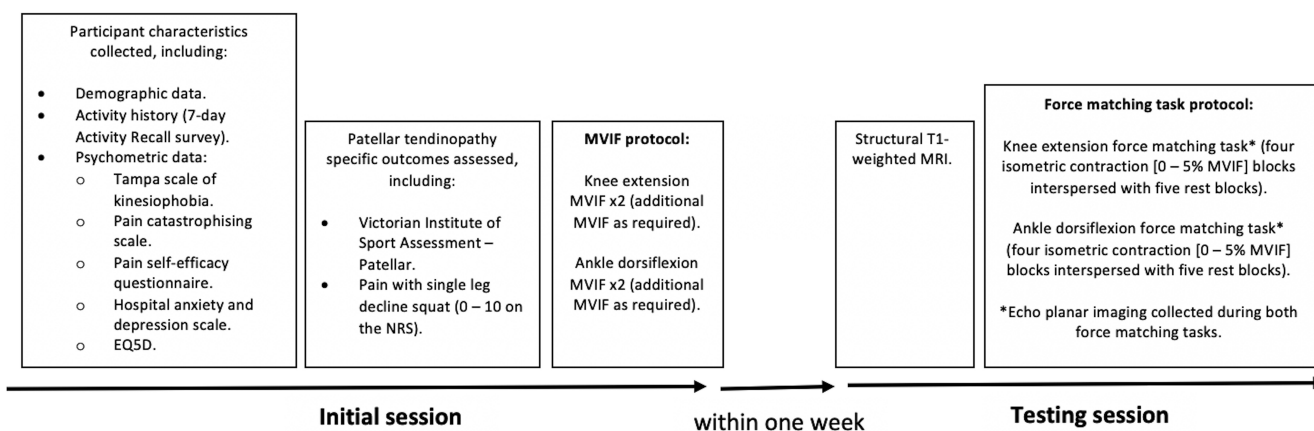 Participant characteristics
collected, including:
• Demographic data.
• Activity history (7-day
Activity Recall survey).
• Psychometric data:
o Tampa scale of
kinesiophobia.
o Pain catastrophising
scale.
o Pain self-efficacy
questionnaire.
o Hospital anxiety and
depression scale.
o EQ5D.
Patellar tendinopathy
specific outcomes assessed,
including:
• Victorian Institute of
Sport Assessment –
Patellar.
• Pain with single leg
decline squat (0 – 10 on
the NRS).
MVIF protocol:
Knee extension
MVIF x2 (additional
MVIF as required).
Ankle dorsiflexion
MVIF x2 (additional
MVIF as required).
Structural T1-
weighted MRI.
Force matching task protocol:
Knee extension force matching task* (four
isometric contraction [0 – 5% MVIF] blocks
interspersed with five rest blocks).
Ankle dorsiflexion force matching task*
(four isometric contraction [0 – 5% MVIF]
blocks interspersed with five rest blocks).
*Echo planar imaging collected during both
force matching tasks.
Initial session
within one week
Testing session